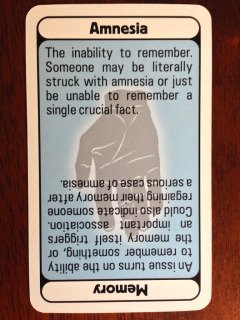 Amnesia
The inability to remember.
Someone may be literally
struck with amnesia or just
be unable to remember a
single crucial fact.
Memory
An issue turns on the ability
to remember something, or
the memory itself triggers
an important association.
Could also indicate someone
regaining their memory after
a serious case of amnesia.